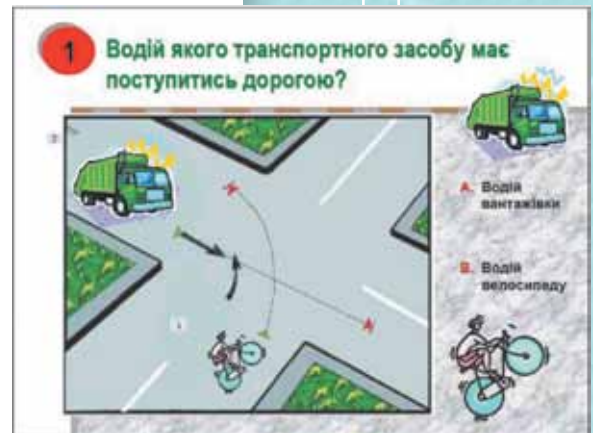 1
Водій якого транспортного засобу має
поступитись дорогою?
А. Водій
вантажівки
В. Водій
велосипеду